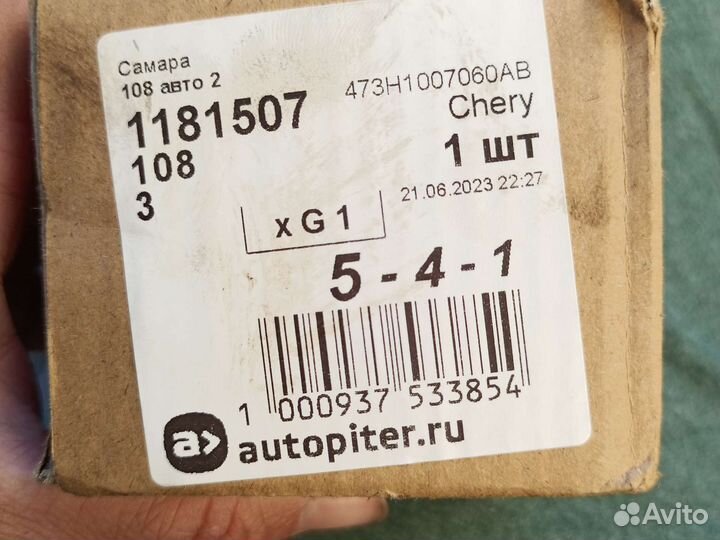 Самара
108 авто 2
473H1007060AB
1181507
Chery
108
1 шт
3
21.06.2023 22:27
x G 1
5 - 4 - 1
1 000937 533854
a>
autopiter.ru
Avito